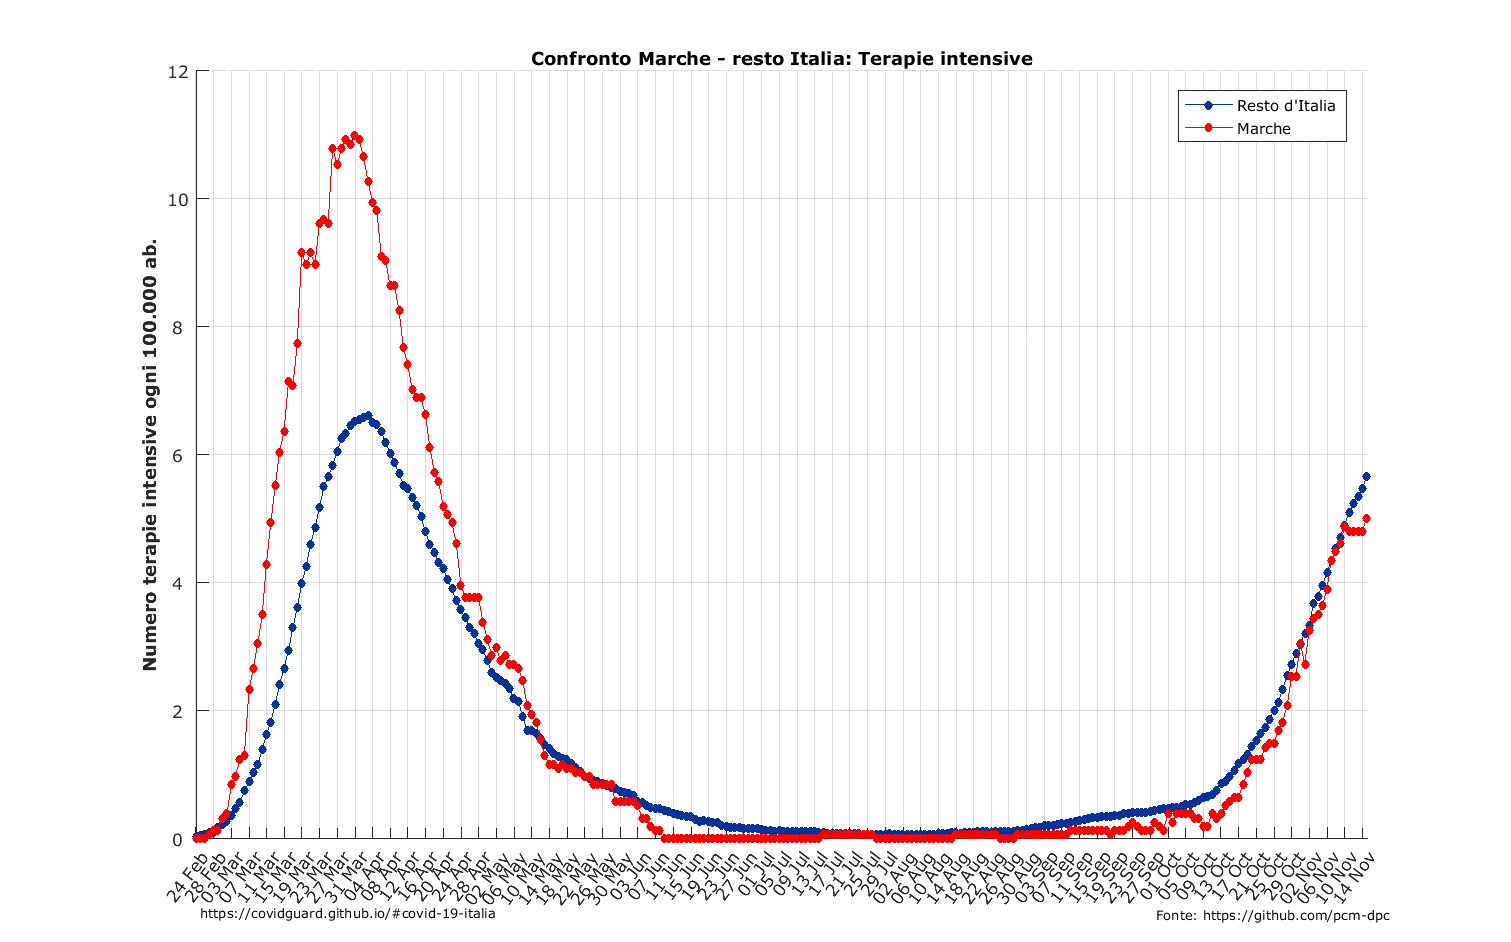 Confronto Marche - resto Italia: Terapie intensive
Resto d'Italia
Marche
Numero terapie intensive ogni 100.000 ab.
12
10
8
6
4
2
0
24 Feb
28 Feb
03 Mar
07 Mar
11 Mar
15 Mar
19 Mar
23 Mar
27 Mar
31 Mar
04 Apr
08 Apr
12 Apr
16 Apr
20 Apr
24 Apr
28 Apr
02 May
06 May
10 May
14 May
18 May
22 May
26 May
30 May
03 Jun
07 Jun
11 Jun
15 Jun
19 Jun
23 Jun
27 Jun
01 Jul
05 Jul
09 Jul
13 Jul
17 Jul
21 Jul
25 Jul
29 Jul
02 Aug
06 Aug
10 Aug
14 Aug
18 Aug
22 Aug
26 Aug
30 Aug
03 Sep
07 Sep
11 Sep
15 Sep
19 Sep
23 Sep
27 Sep
01 Oct
05 Oct
09 Oct
13 Oct
17 Oct
21 Oct
25 Oct
29 Oct
02 Nov
06 Nov
10 Nov
14 Nov
https://covidguard.github.io/#covid-19-italia
Fonte: https://github.com/pcm-dpc